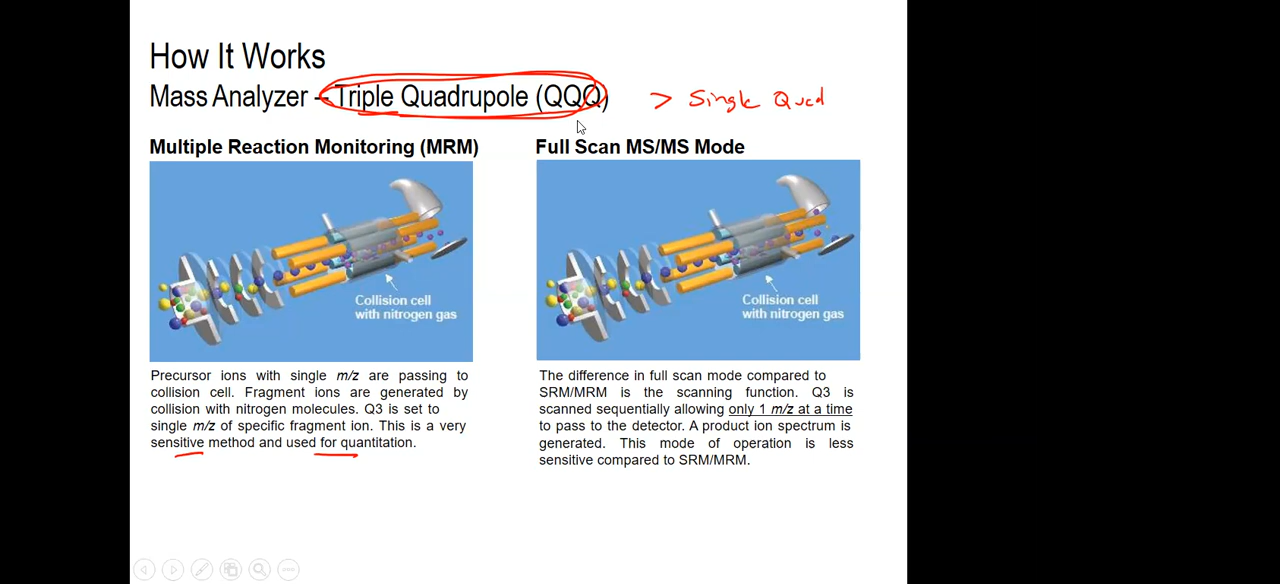 How It Works
Mass Analyzer – Triple Quadrupole (QQQ)
> Single Quad
Multiple Reaction Monitoring (MRM)
Collision cell
with nitrogen gas
Precursor ions with single m/z are passing to
collision cell. Fragment ions are generated by
collision with nitrogen molecules. Q3 is set to
single m/z of specific fragment ion. This is a very
sensitive method and used for quantitation.
Full Scan MS/MS Mode
Collision cell
with nitrogen gas
The difference in full scan mode compared to
SRM/MRM is the scanning function. Q3 is
scanned sequentially allowing only 1 m/z at a time
to pass to the detector. A product ion spectrum is
generated. This mode of operation is less
sensitive compared to SRM/MRM.